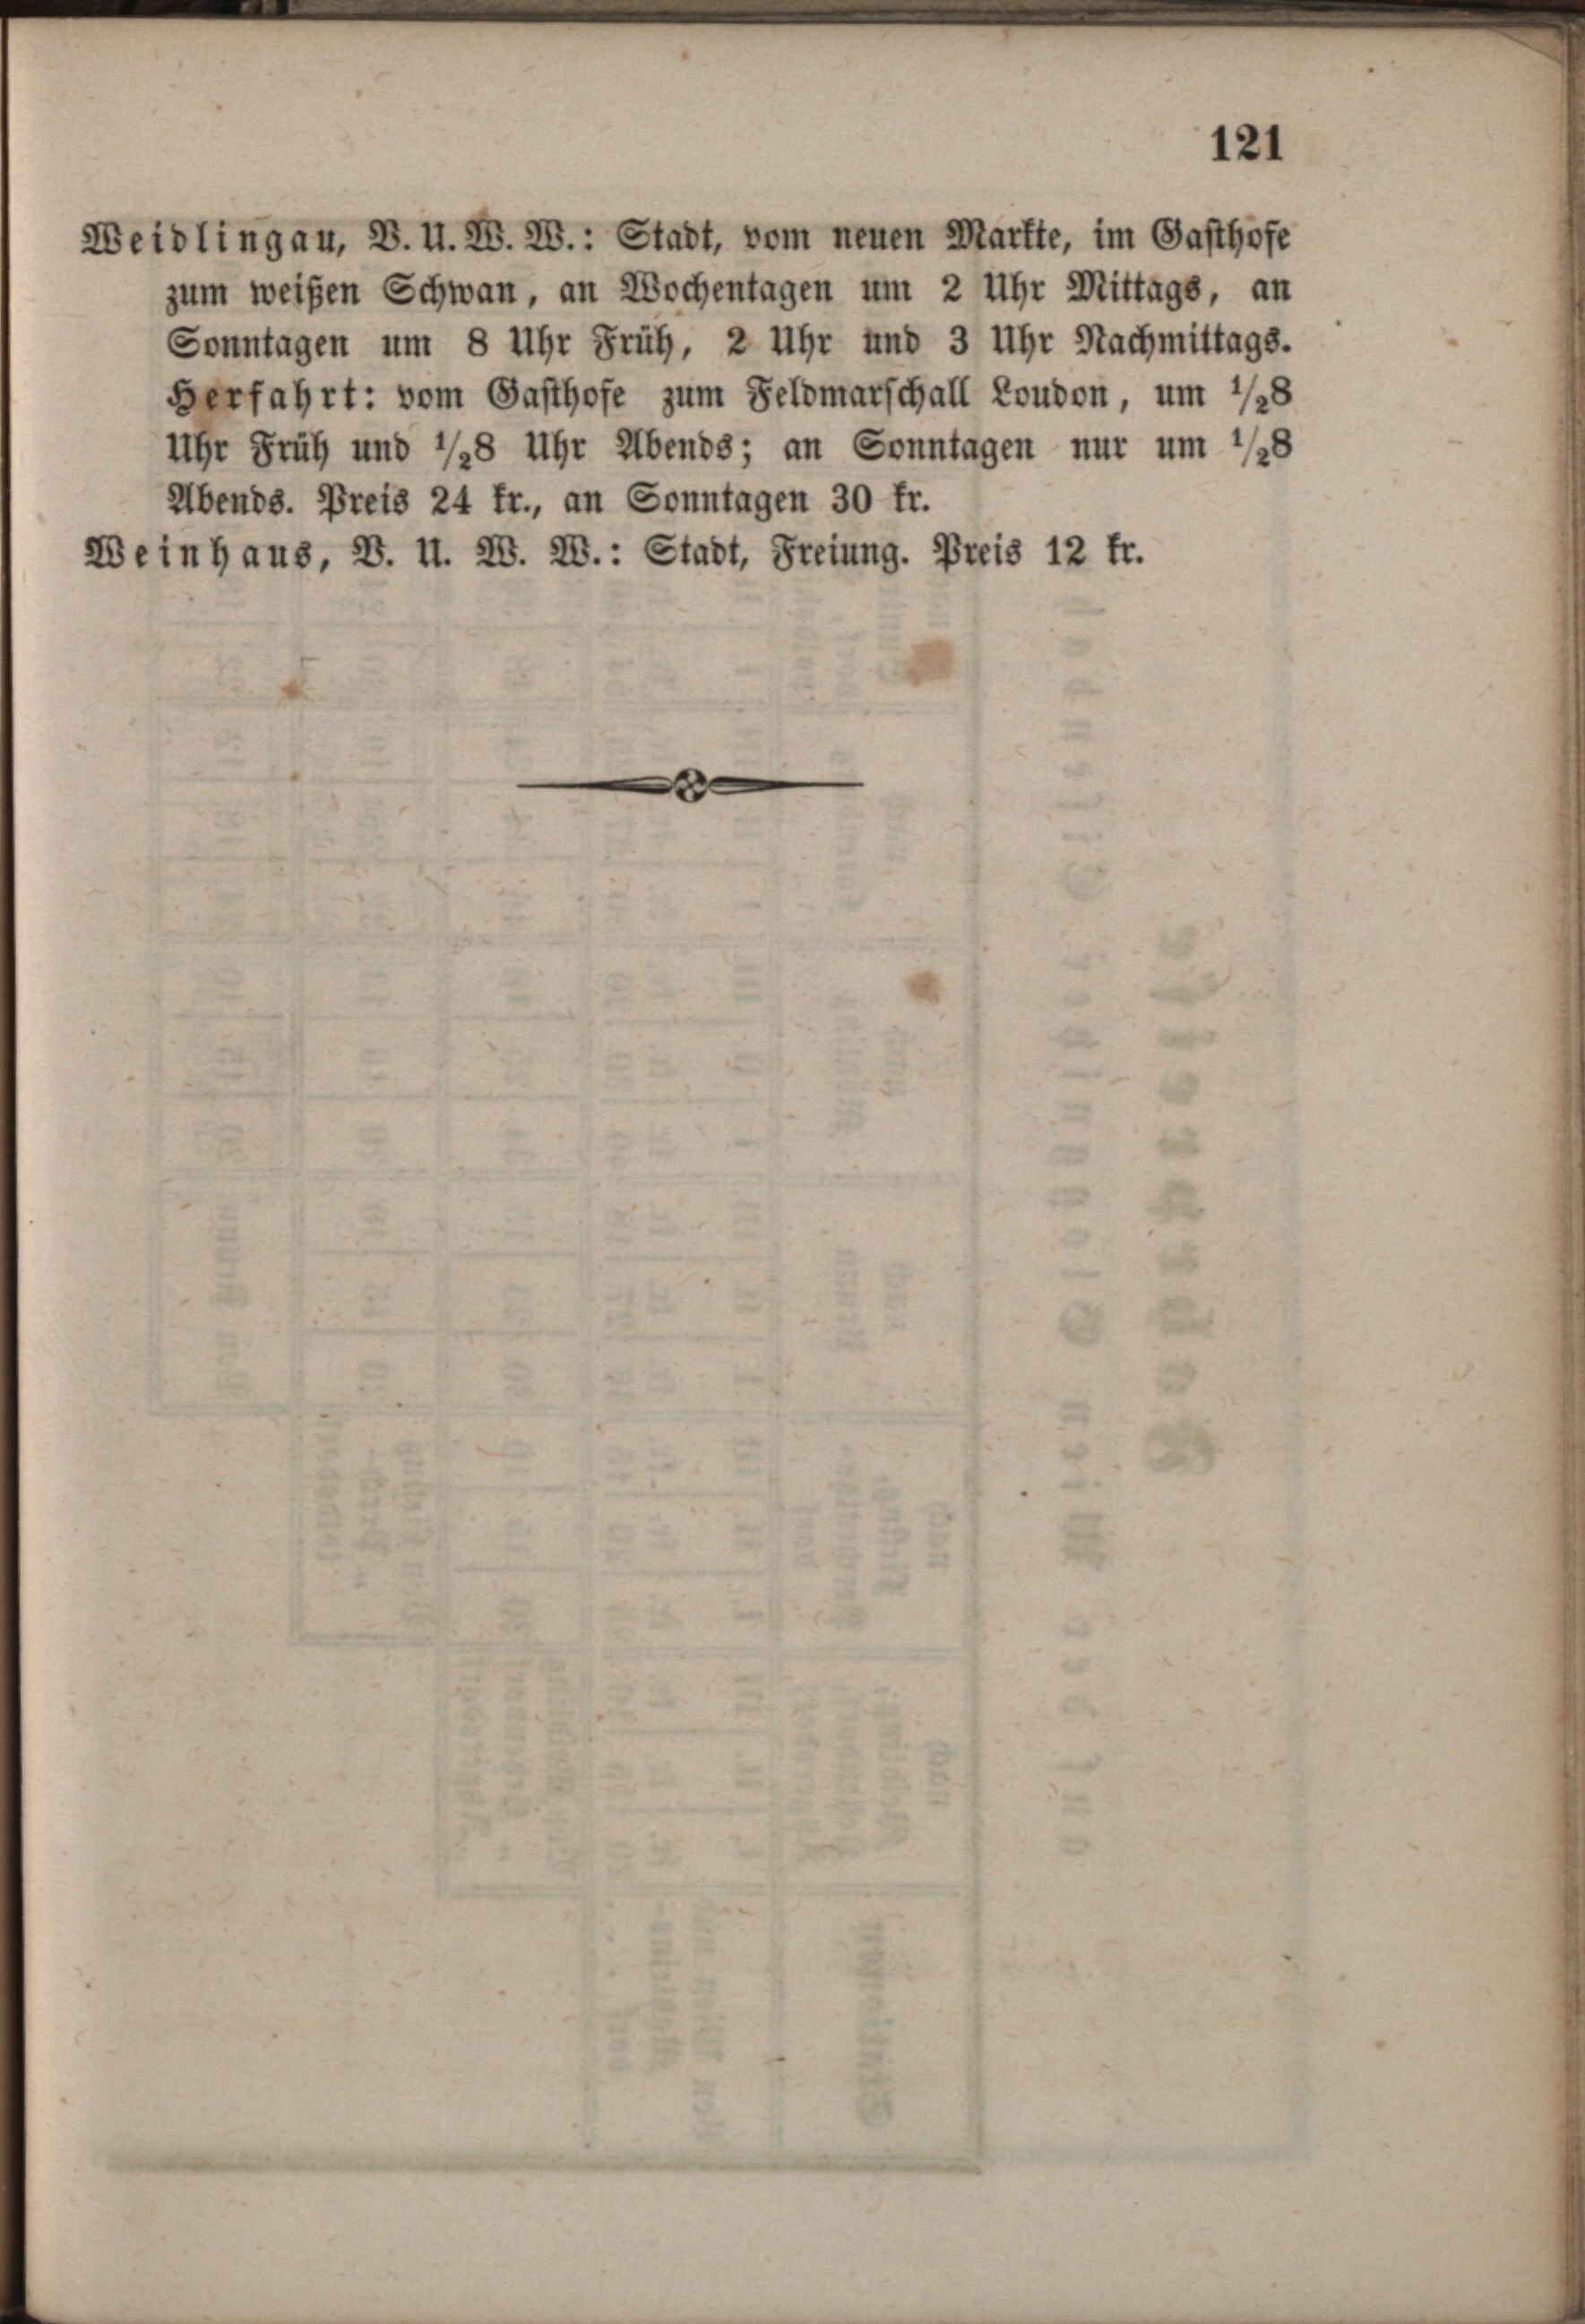 121
Weidlingau, V. U. W. W.: Stadt, vom neuen Markte, im Gasthofe
zum weißen Schwan, an Wochentagen um 2 Uhr Mittags, an
Sonntagen um 8 Uhr Früh, 2 Uhr und 3 Uhr Nachmittags.
Herfahrt: vom Gasthofe zum Feldmarschall Loudon, um 1/28
Uhr Früh und 1/28 Uhr Abends; an Sonntagen nur um 1/28
Abends. Preis 24 kr., an Sonntagen 30 kr.
Weinhaus, V. U. W. W.: Stadt, Freiung. Preis 12 kr.